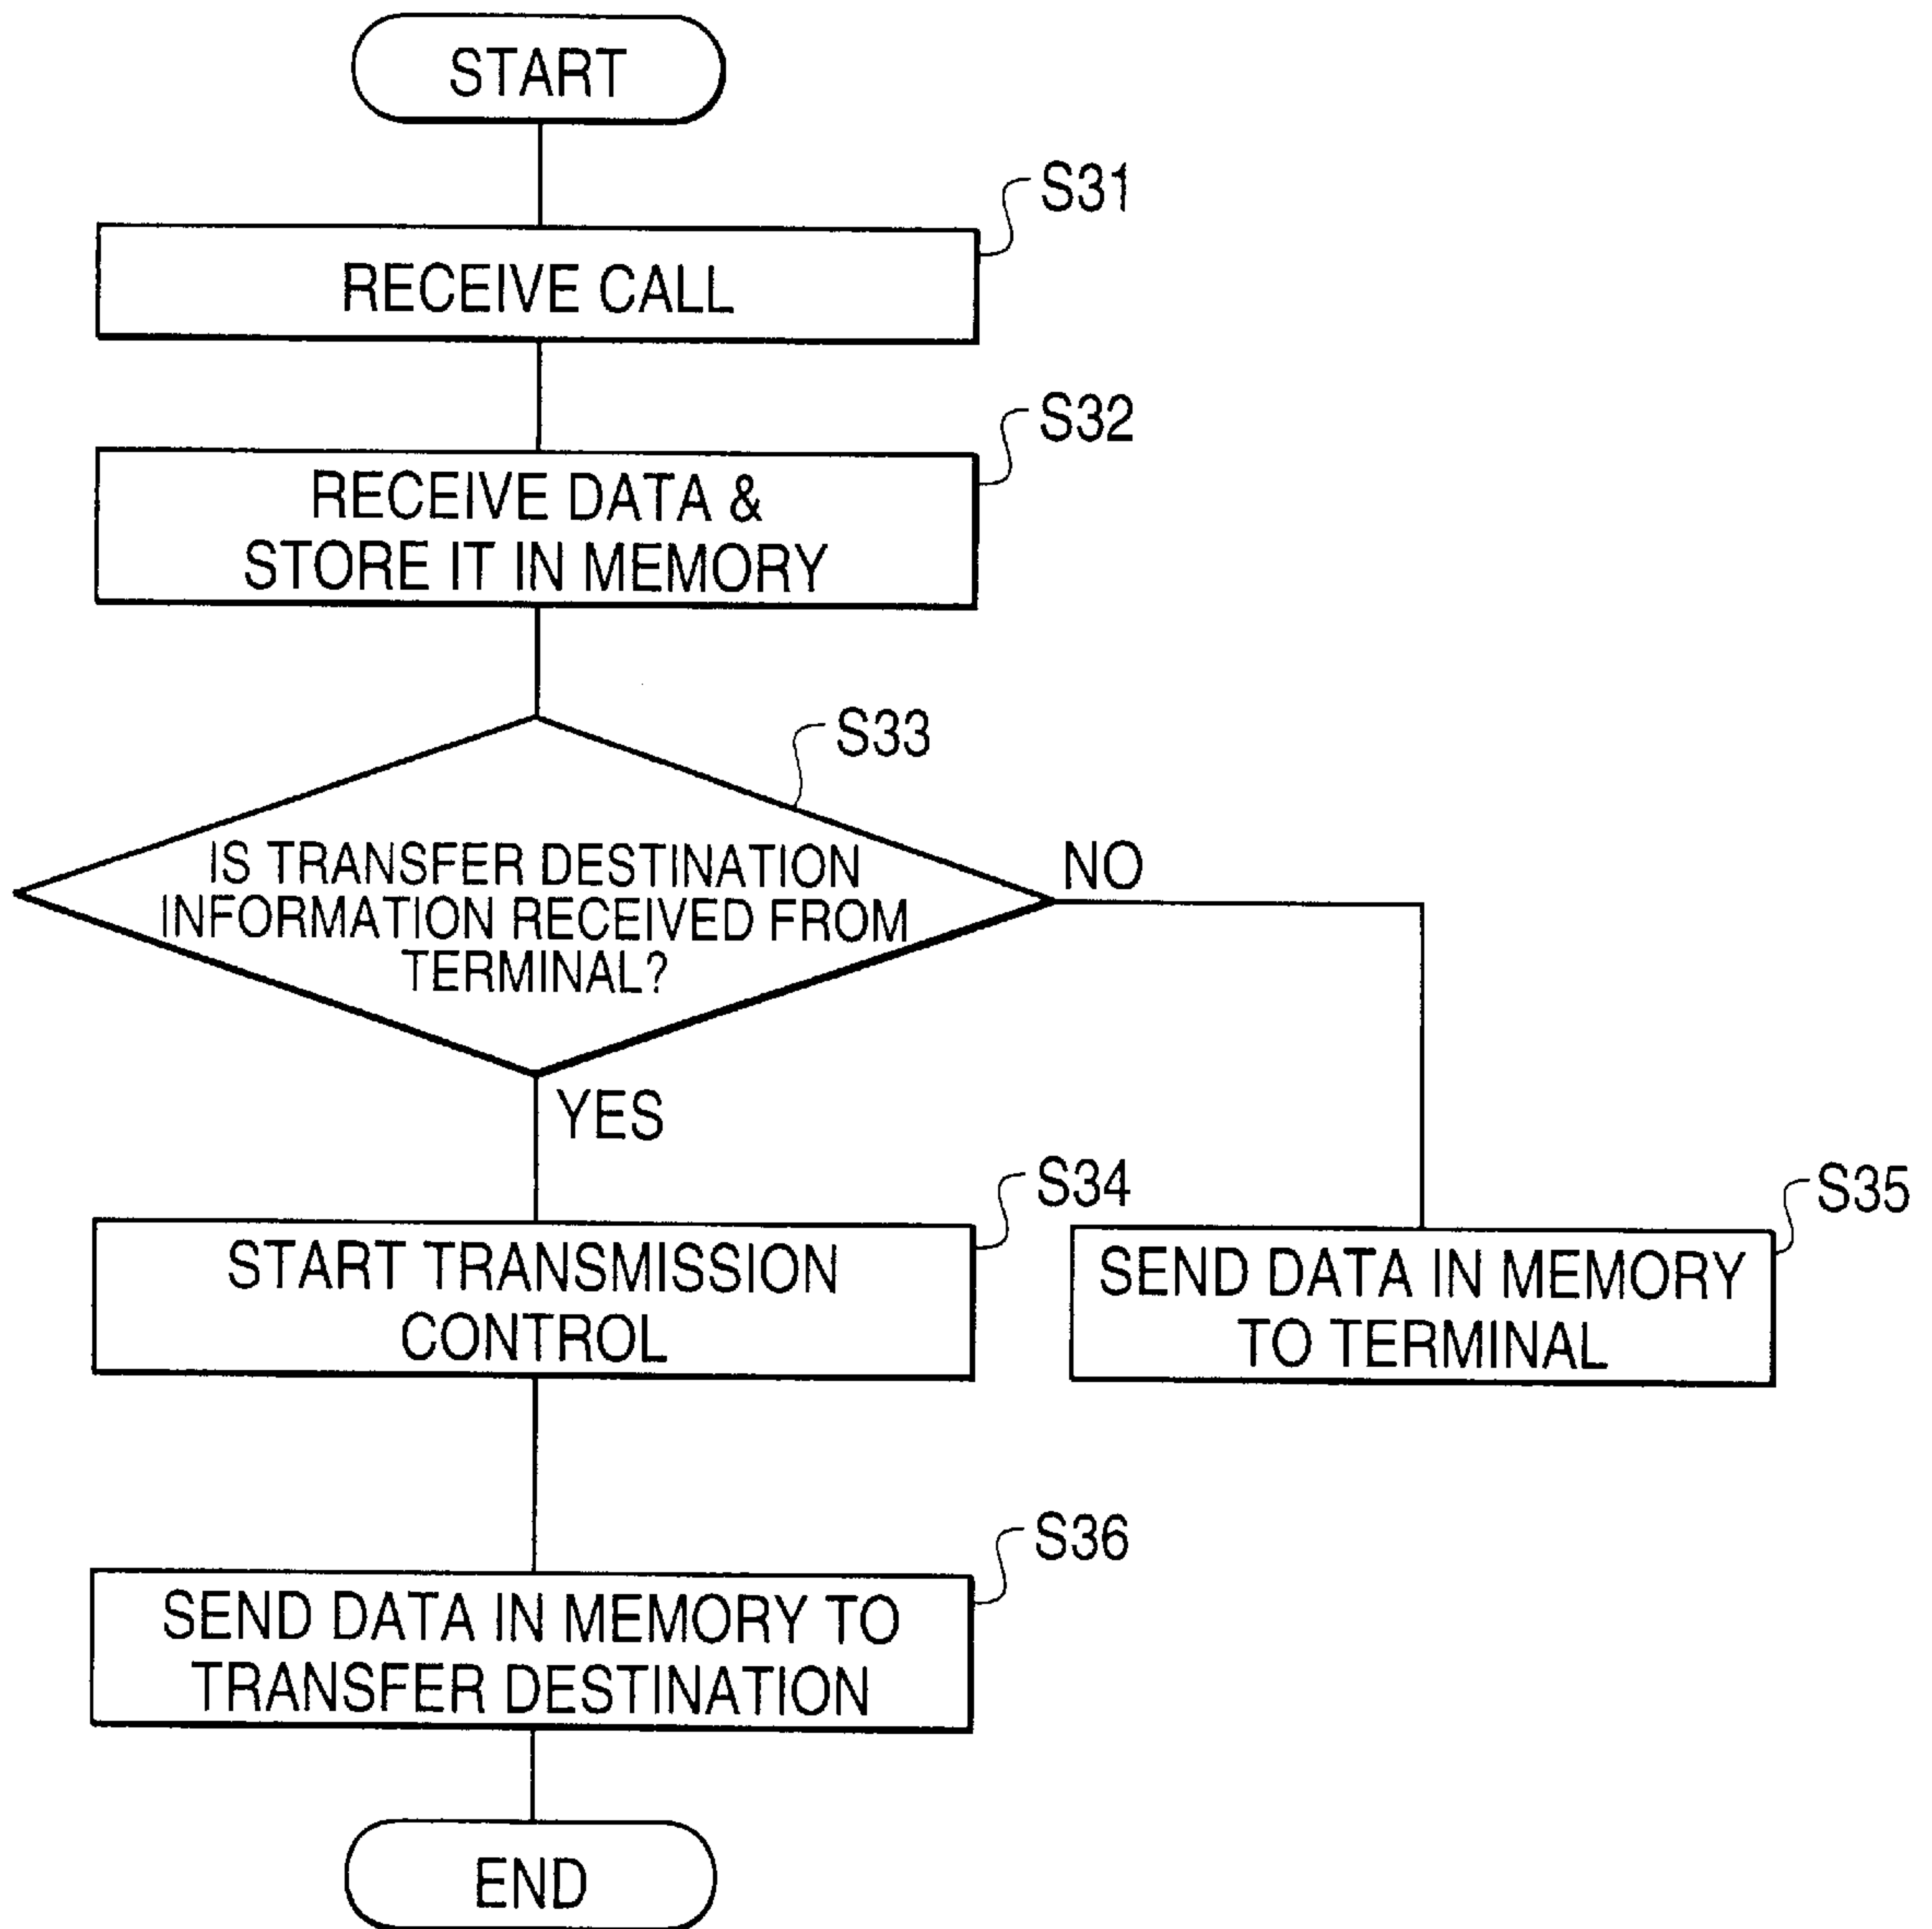 START
S31
RECEIVE CALL
S32
RECEIVE DATA &
STORE IT IN MEMORY
S33
IS TRANSFER DESTINATION
INFORMATION RECEIVED FROM
TERMINAL?
NO
YES
S34
START TRANSMISSION
CONTROL
S35
SEND DATA IN MEMORY
TO TERMINAL
S36
SEND DATA IN MEMORY TO
TRANSFER DESTINATION
END